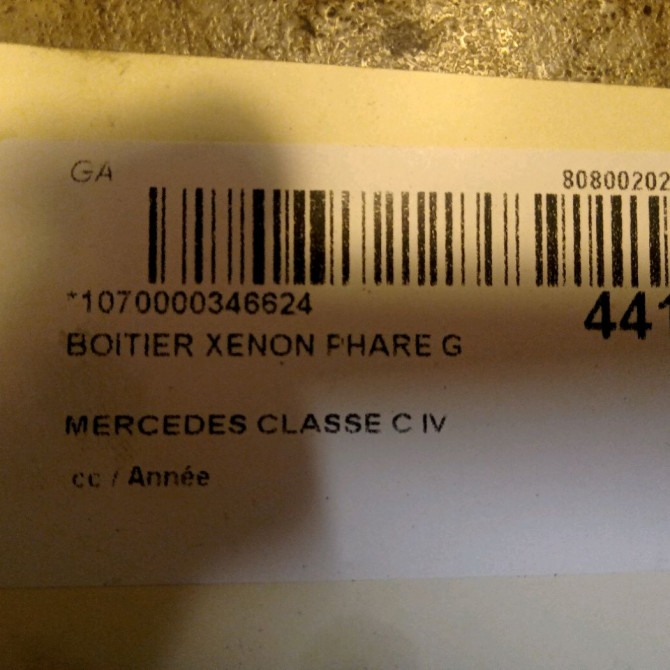 GA 80800202
*1070000346624 441
BOITIER XENON PHARE G
MERCEDES CLASSE C IV
cc / Année